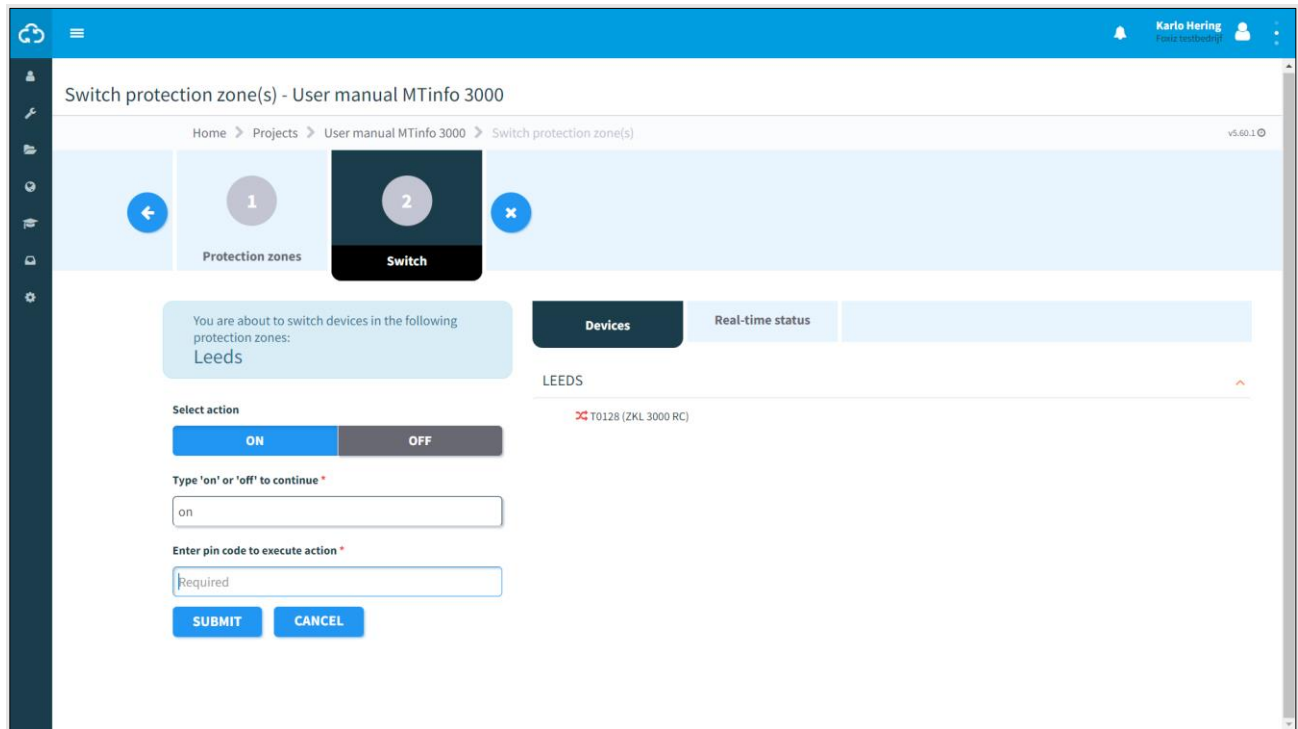 Karlo Hering
Foxiz testbedrijf
Switch protection zone(s) - User manual MTinfo 3000
Home Projects User manual MTinfo 3000 Switch protection zone(s)
v5.60.1
1
Protection zones
2
Switch
You are about to switch devices in the following
protection zones:
Leeds
Select action
ON OFF
Type 'on' or 'off' to continue *
on
Enter pin code to execute action *
Required
SUBMIT CANCEL
Devices Real-time status
LEEDS
T0128 (ZKL 3000 RC)